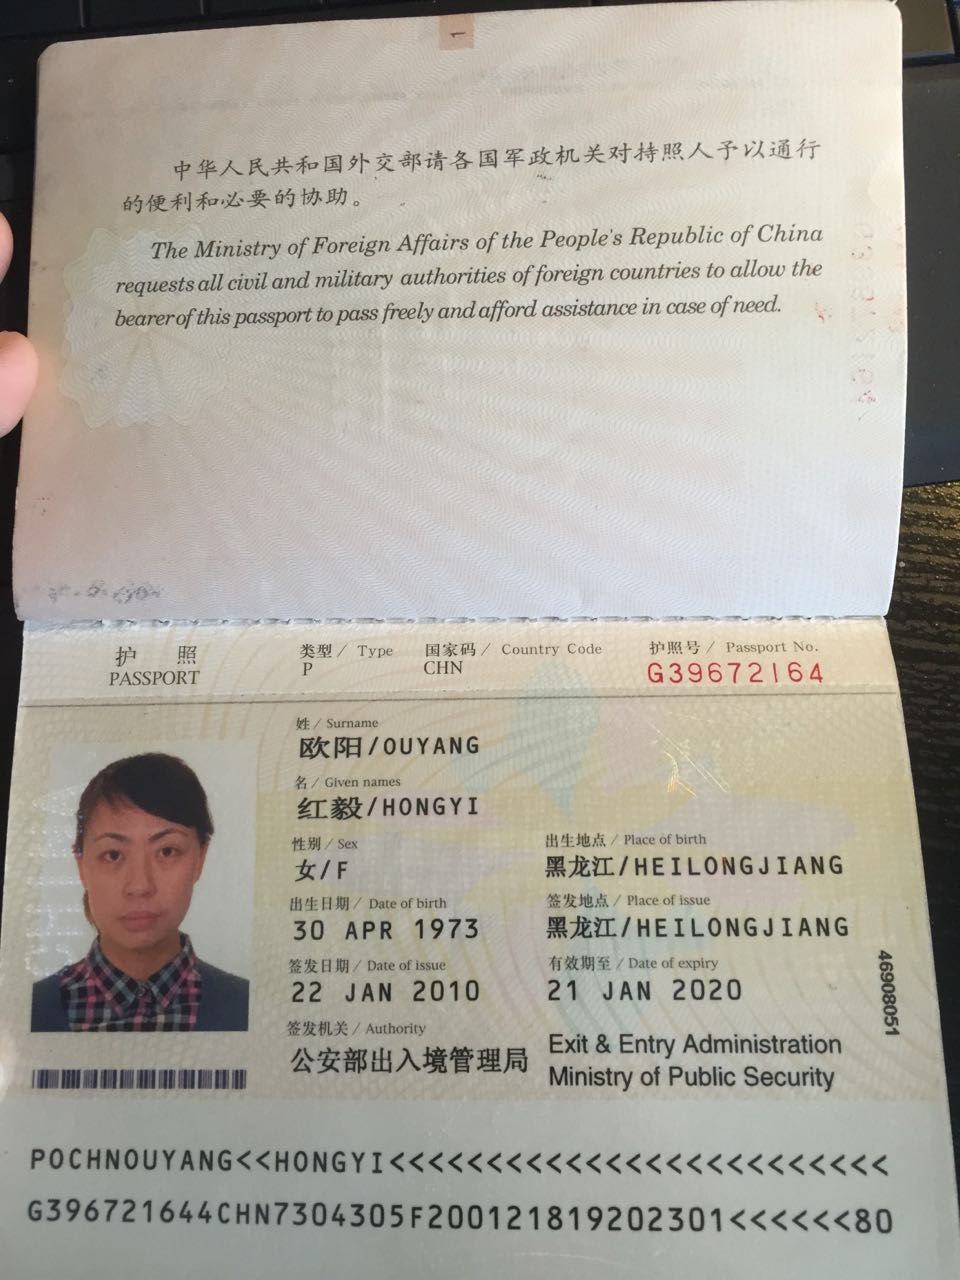 1
中华人民共和国外交部请各国军政机关对持照人予以通行
的便利和必要的协助。
The Ministry of Foreign Affairs of the People's Republic of China
requests all civil and military authorities of foreign countries to allow the
bearer of this passport to pass freely and afford assistance in case of need.
护 照
PASSPORT
类型 / Type
P
国家码 / Country Code
CHN
护照号 / Passport No.
G39672164
姓 / Surname
欧阳/OUYANG
名 / Given names
红毅/HONGYI
性别 / Sex
女/F
出生地点 / Place of birth
黑龙江/HEILONGJIANG
出生日期 / Date of birth
30 APR 1973
签发地点 / Place of issue
黑龙江/HEILONGJIANG
签发日期 / Date of issue
22 JAN 2010
有效期至 / Date of expiry
21 JAN 2020
签发机关 / Authority
公安部出入境管理局
Exit & Entry Administration
Ministry of Public Security
46908051
POCHNOUYANG<<HONGYI<<<<<<<<<<<<<<<<<<<<<<<<<
G396721644CHN7304305F200121819202301<<<<<<80